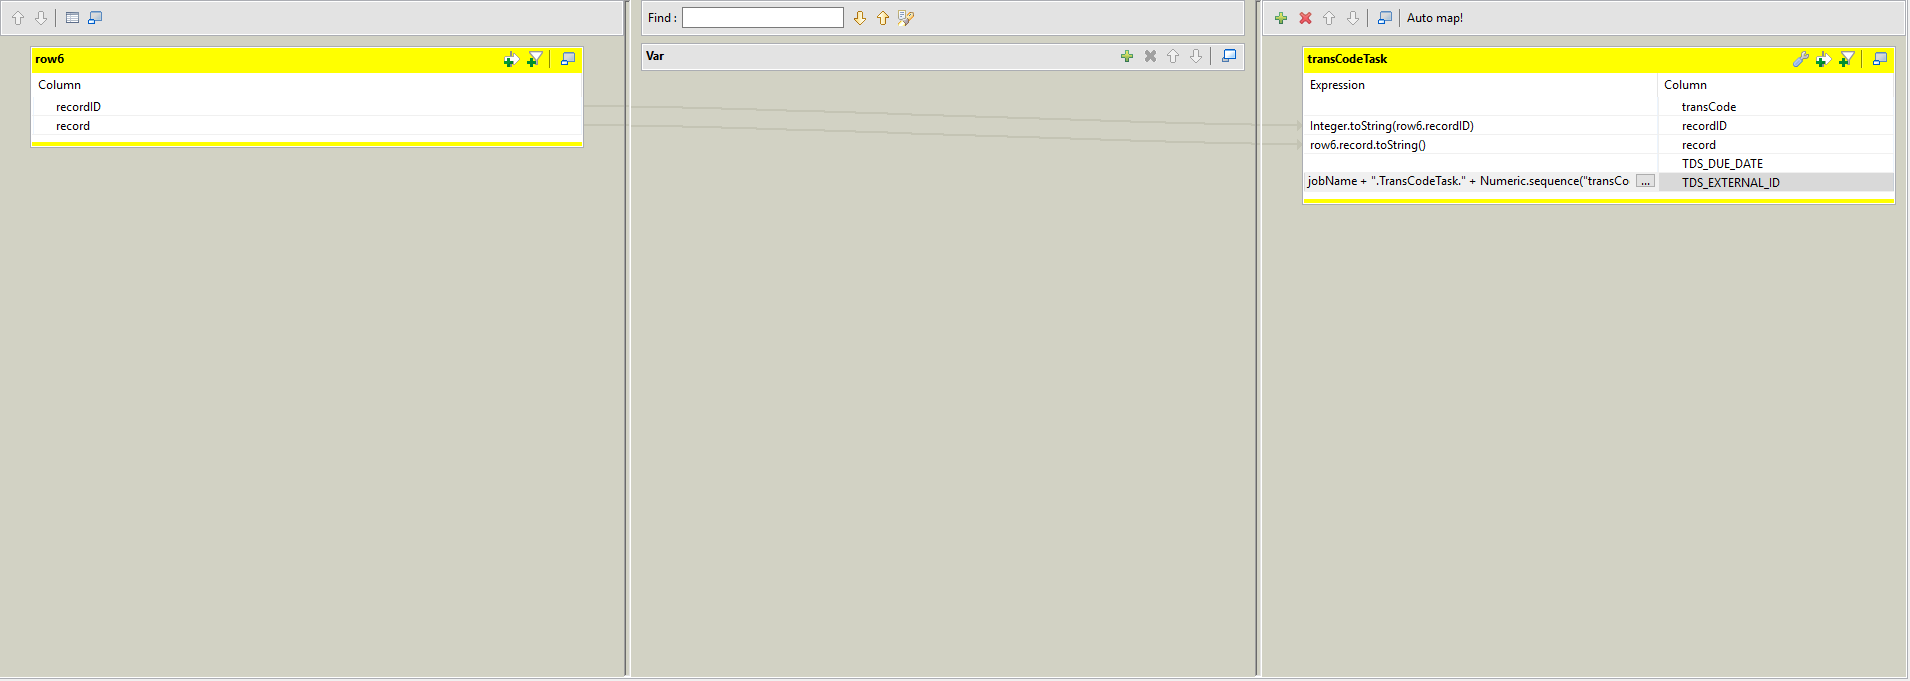 Find :
Auto map!
row6
Column
recordID
record
Var
transCodeTask
Expression Column
transCode
Integer.toString(row6.recordID) recordID
row6.record.toString() record
TDS_DUE_DATE
jobName + ".TransCodeTask." + Numeric.sequence("transCo ... TDS_EXTERNAL_ID